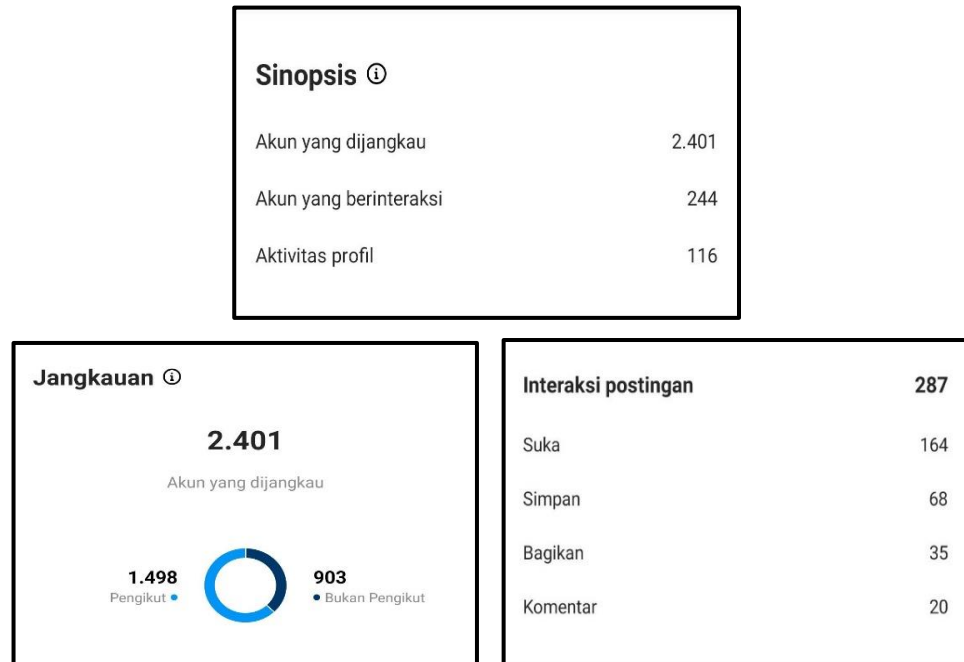 Sinopsis
Akun yang dijangkau 2.401
Akun yang berinteraksi 244
Aktivitas profil 116
Jangkauan
2.401
Akun yang dijangkau
1.498 903
Pengikut Bukan Pengikut
Interaksi postingan 287
Suka 164
Simpan 68
Bagikan 35
Komentar 20